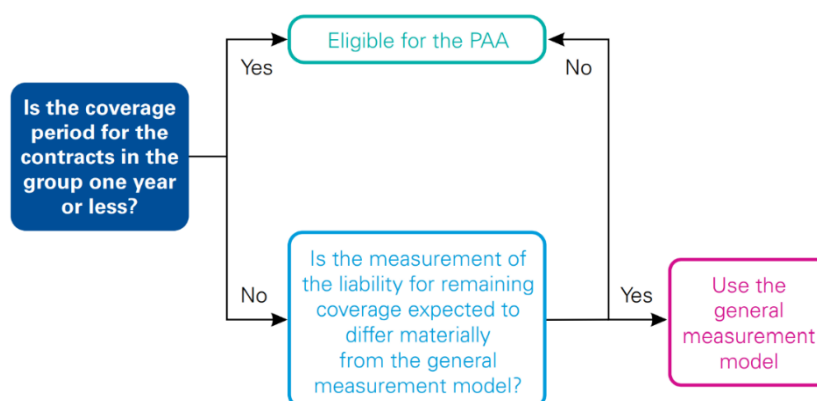 Eligible for the PAA
Yes
No
Is the coverage
period for the
contracts in the
group one year
or less?
Is the measurement of
the liability for remaining
coverage expected to
differ materially
from the general
measurement model?
No
Yes
Use the
general
measurement
model